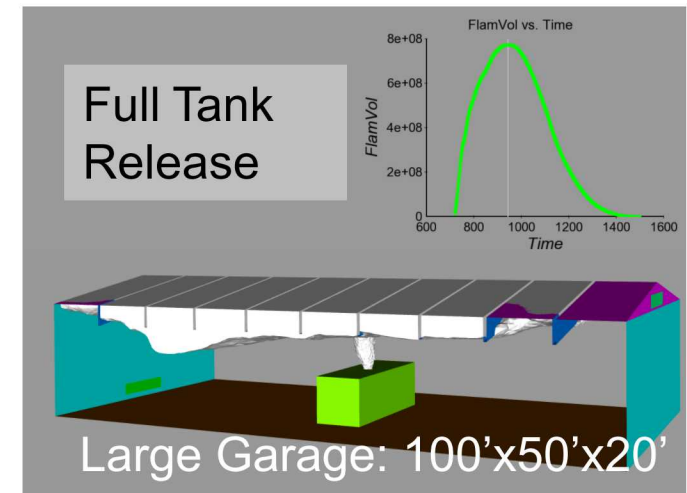 FlamVol vs. Time
8e+08
6e+08
4e+08
2e+08
0
FlamVol
600 800 1000 1200 1400 1600
Time
Full Tank
Release
Large Garage: 100’x50’x20’